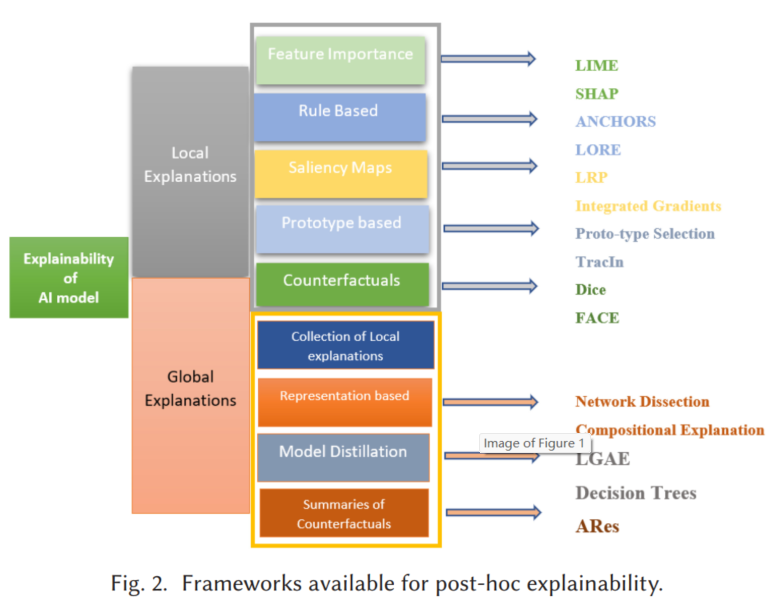 Explainability
of
AI model
Local
Explanations
Global
Explanations
Feature Importance
Rule Based
Saliency Maps
Prototype based
Counterfactuals
Collection of Local
explanations
Representation based
Model Distillation
Summaries of
Counterfactuals
LIME
SHAP
ANCHORS
LORE
LRP
Integrated Gradients
Proto-type Selection
TracIn
Dice
FACE
Network Dissection
Compositional Explanation
Image of Figure 1
LGAE
Decision Trees
ARes
Fig. 2. Frameworks available for post-hoc explainability.